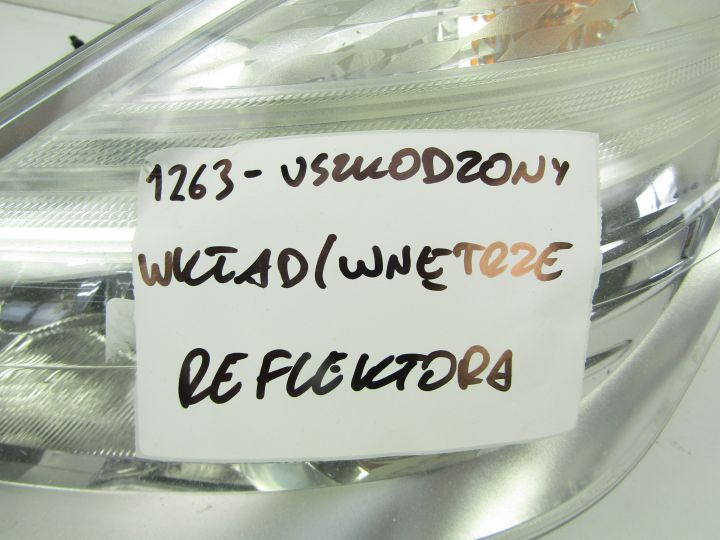 1263 - USZKODZONY
WKŁAD/WNĘTRZE
REFLEKTORA